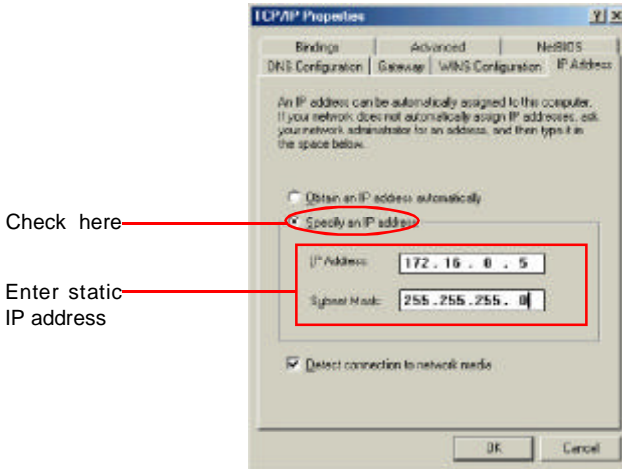 TCP/IP Properties
Bindings Advanced NetBIOS
DNS Configuration Gateway WINS Configuration IP Address
An IP address can be automatically assigned to this computer.
If your network does not automatically assign IP addresses, ask
your network administrator for an address, and then type it in
the space below.
Obtain an IP address automatically
Check here
Specify an IP address:
IP Address: 172.16.0.5
Enter static
IP address
Subnet Mask: 255.255.255.0
Detect connection to network media
OK Cancel